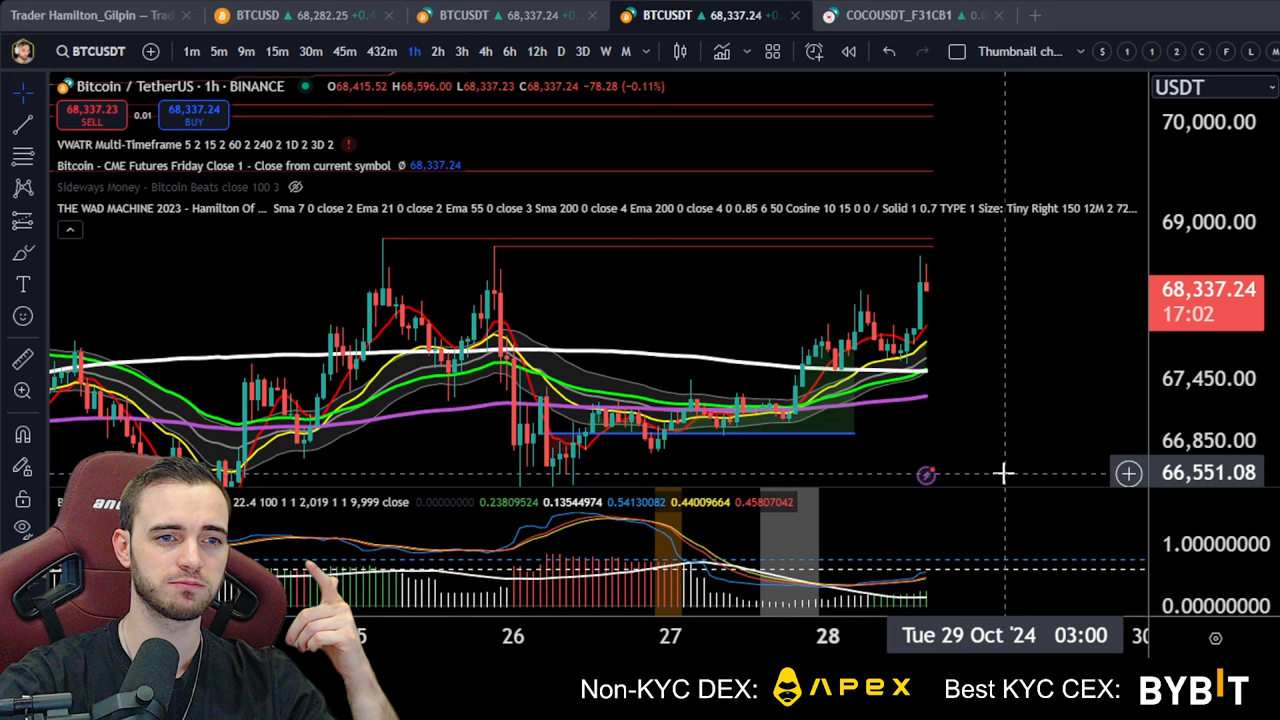 Trader Hamilton_Gilpin — Trad
BTCUSD ▲ 68,282.25 +0.4
BTCUSDT ▲ 68,337.24 +0.
BTCUSDT ▲ 68,337.24 +0.
COCOUSDT_F31CB1 ▲ 0.0
BTCUSDT 1m 5m 9m 15m 30m 45m 432m 1h 2h 3h 4h 6h 12h D 3D W M Thumbnail ch... $ 1 1 2 C F L M
Bitcoin / TetherUS · 1h · BINANCE O68,415.52 H68,596.00 L68,337.23 C68,337.24 −78.28 (−0.11%)
USDT
68,337.23 0.01 68,337.24
SELL BUY
VWATR Multi-Timeframe 5 2 15 2 60 2 240 2 1D 2 3D 2
Bitcoin - CME Futures Friday Close 1 - Close from current symbol Ø 68,337.24
Sideways Money - Bitcoin Beats close 100 3
THE WAD MACHINE 2023 - Hamilton Of ... Sma 7 0 close 2 Ema 21 0 close 2 Ema 55 0 close 3 Sma 200 0 close 4 Ema 200 0 close 4 0 0.85 6 50 Cosine 10 15 0 0 / Solid 1 0.7 TYPE 1 Size: Tiny Right 150 12M 2 72...
70,000.00
69,000.00
68,337.24
17:02
67,450.00
66,850.00
66,551.08
22.4 100 1 1 2,019 1 1 9,999 close 0.00000000 0.23809524 0.13544974 0.54130082 0.44009664 0.45807042
1.00000000
0.00000000
5 26 27 28 Tue 29 Oct '24 03:00 30
Non-KYC DEX: APEX Best KYC CEX: BYBIT